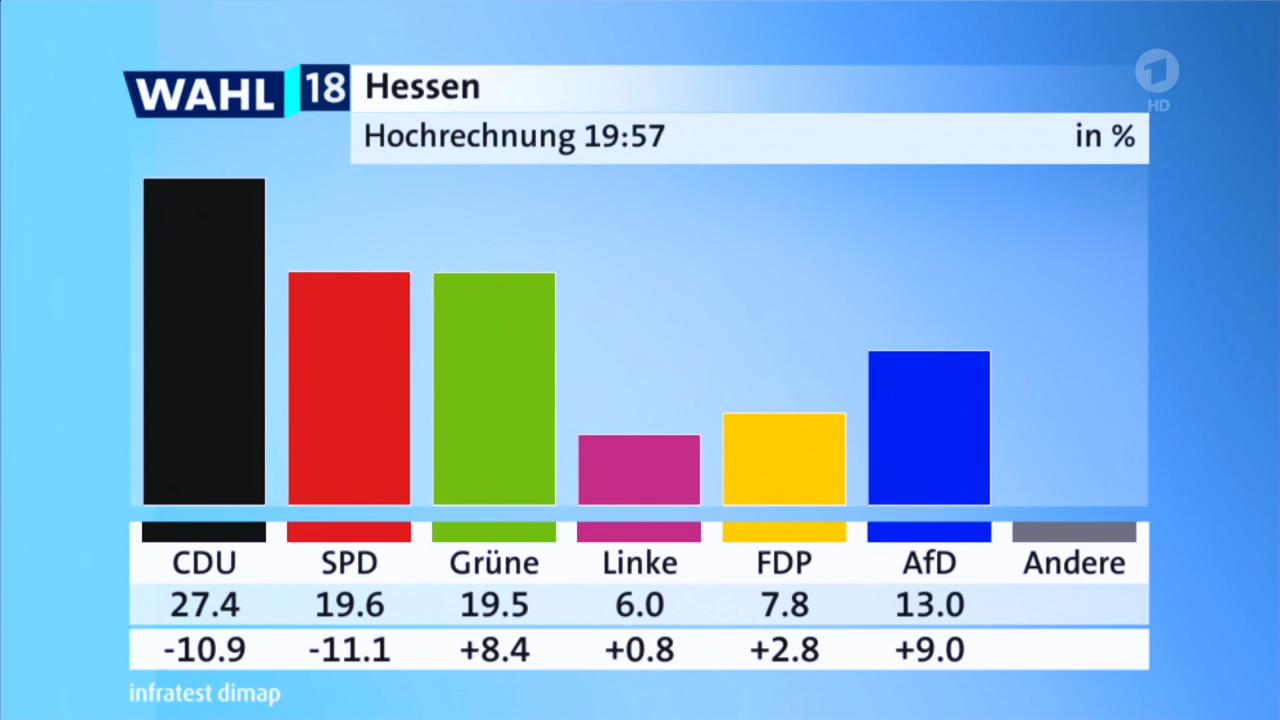 WAHL 18 Hessen
Hochrechnung 19:57 in %
1
HD
CDU SPD Grüne Linke FDP AfD Andere
27.4 19.6 19.5 6.0 7.8 13.0
-10.9 -11.1 +8.4 +0.8 +2.8 +9.0
infratest dimap